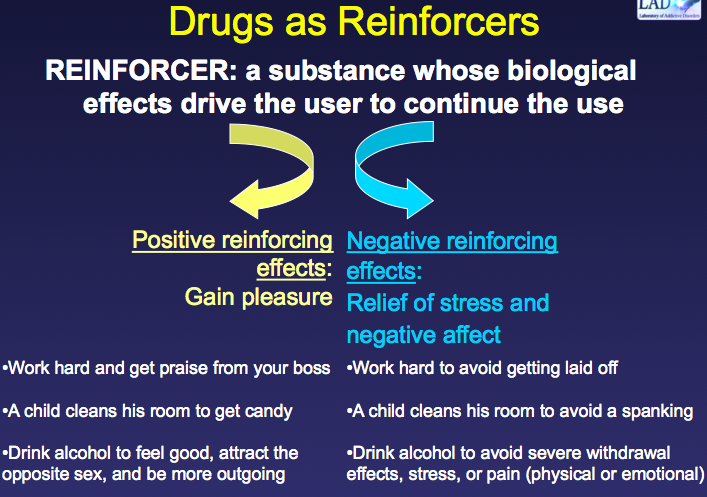 Drugs as Reinforcers
LAD
Laboratory of Addictive Disorders
REINFORCER: a substance whose biological
effects drive the user to continue the use
Positive reinforcing
effects:
Gain pleasure
Negative reinforcing
effects:
Relief of stress and
negative affect
•Work hard and get praise from your boss
•A child cleans his room to get candy
•Drink alcohol to feel good, attract the
opposite sex, and be more outgoing
•Work hard to avoid getting laid off
•A child cleans his room to avoid a spanking
•Drink alcohol to avoid severe withdrawal
effects, stress, or pain (physical or emotional)